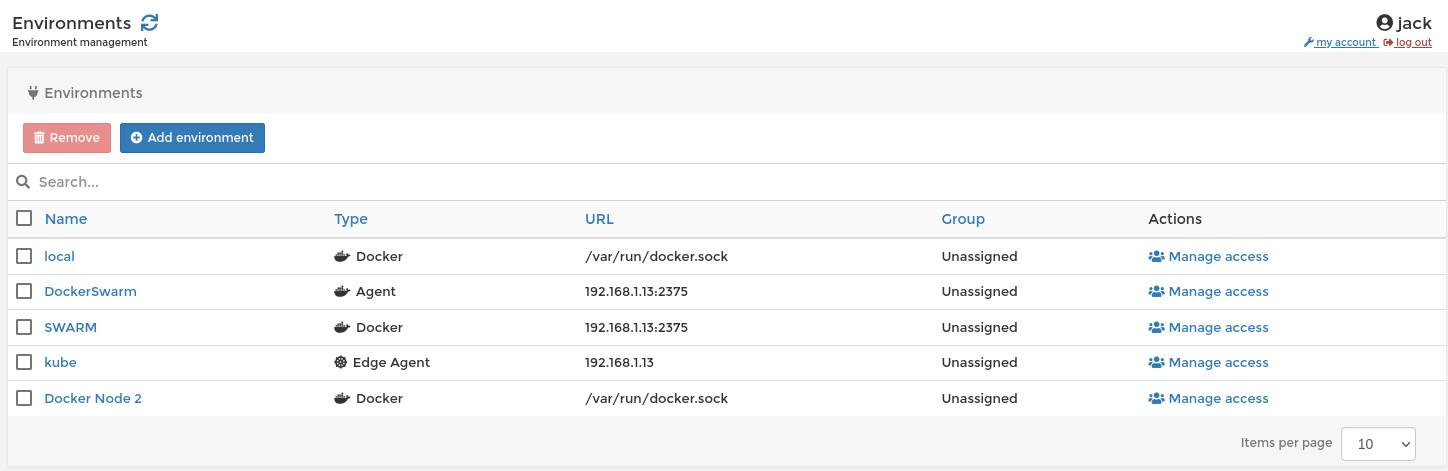 Environments
jack
Environment management
my account log out
Environments
Remove Add environment
Search...
Name Type URL Group Actions
local Docker /var/run/docker.sock Unassigned Manage access
DockerSwarm Agent 192.168.1.13:2375 Unassigned Manage access
SWARM Docker 192.168.1.13:2375 Unassigned Manage access
kube Edge Agent 192.168.1.13 Unassigned Manage access
Docker Node 2 Docker /var/run/docker.sock Unassigned Manage access
Items per page 10